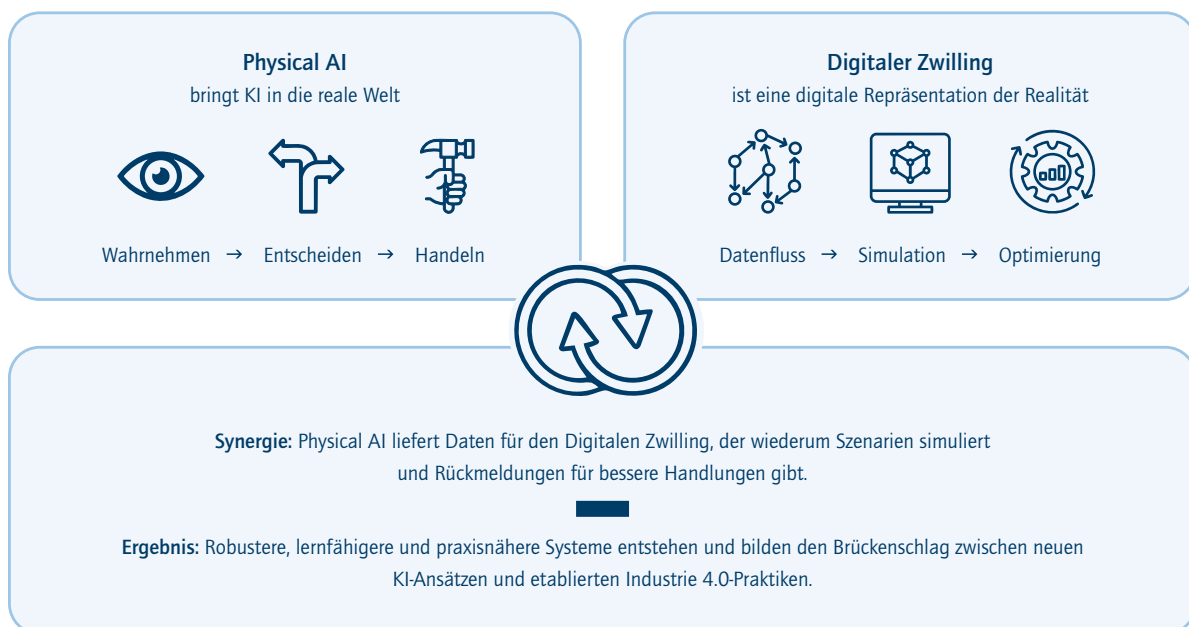 Physical AI
bringt KI in die reale Welt
Wahrnehmen → Entscheiden → Handeln
Digitaler Zwilling
ist eine digitale Repräsentation der Realität
Datenfluss → Simulation → Optimierung
Synergie: Physical AI liefert Daten für den Digitalen Zwilling, der wiederum Szenarien simuliert
und Rückmeldungen für bessere Handlungen gibt.
Ergebnis: Robustere, lernfähigere und praxisnähere Systeme entstehen und bilden den Brückenschlag zwischen neuen
KI-Ansätzen und etablierten Industrie 4.0-Praktiken.